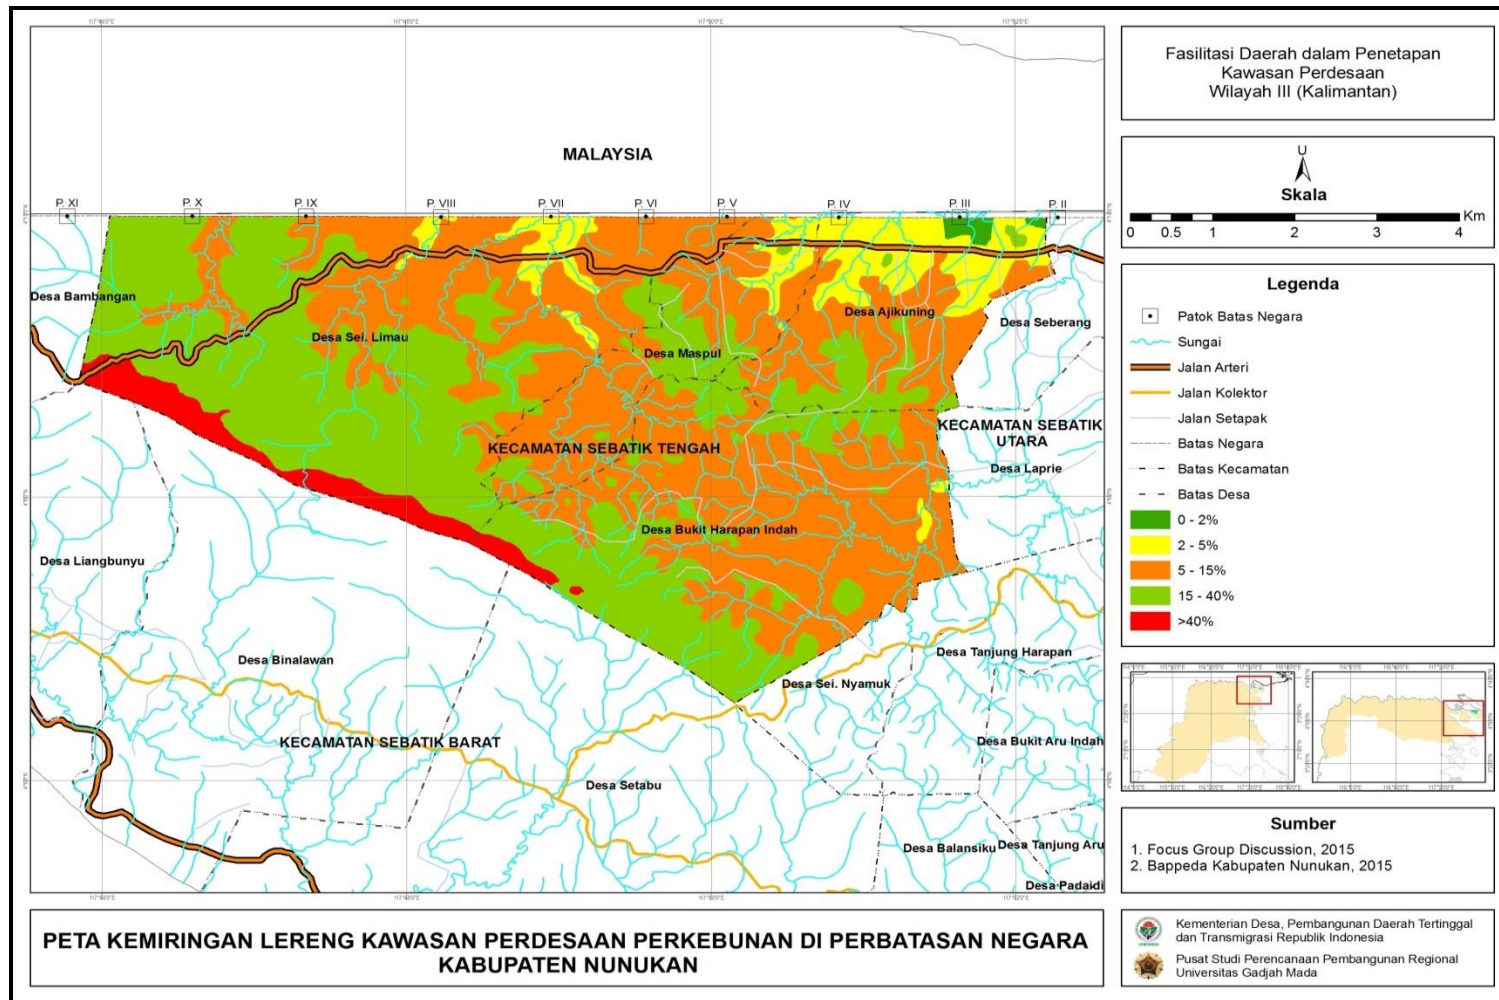 MALAYSIA
P. XI
P. X
P. IX
P. VIII
P. VII
P. VI
P. V
P. IV
P. III
P. II
Desa Bambangan
Desa Sei. Limau
Desa Maspul
Desa Ajikuning
Desa Seberang
KECAMATAN SEBATIK TENGAH
KECAMATAN SEBATIK
UTARA
Desa Laprie
Desa Bukit Harapan Indah
Desa Liangbunyu
Desa Binalawan
Desa Tanjung Harapan
Desa Sei. Nyamuk
KECAMATAN SEBATIK BARAT
Desa Bukit Aru Indah
Desa Setabu
Desa Balansiku
Desa Tanjung Aru
Desa Padaidi
PETA KEMIRINGAN LERENG KAWASAN PERDESAAN PERKEBUNAN DI PERBATASAN NEGARA
KABUPATEN NUNUKAN
Fasilitasi Daerah dalam Penetapan
Kawasan Perdesaan
Wilayah III (Kalimantan)
U
Skala
Km
0 0.5 1 2 3 4
Legenda
Patok Batas Negara
Sungai
Jalan Arteri
Jalan Kolektor
Jalan Setapak
Batas Negara
Batas Kecamatan
Batas Desa
0 - 2%
2 - 5%
5 - 15%
15 - 40%
>40%
Sumber
1. Focus Group Discussion, 2015
2. Bappeda Kabupaten Nunukan, 2015
Kementerian Desa, Pembangunan Daerah Tertinggal
dan Transmigrasi Republik Indonesia
Pusat Studi Perencanaan Pembangunan Regional
Universitas Gadjah Mada